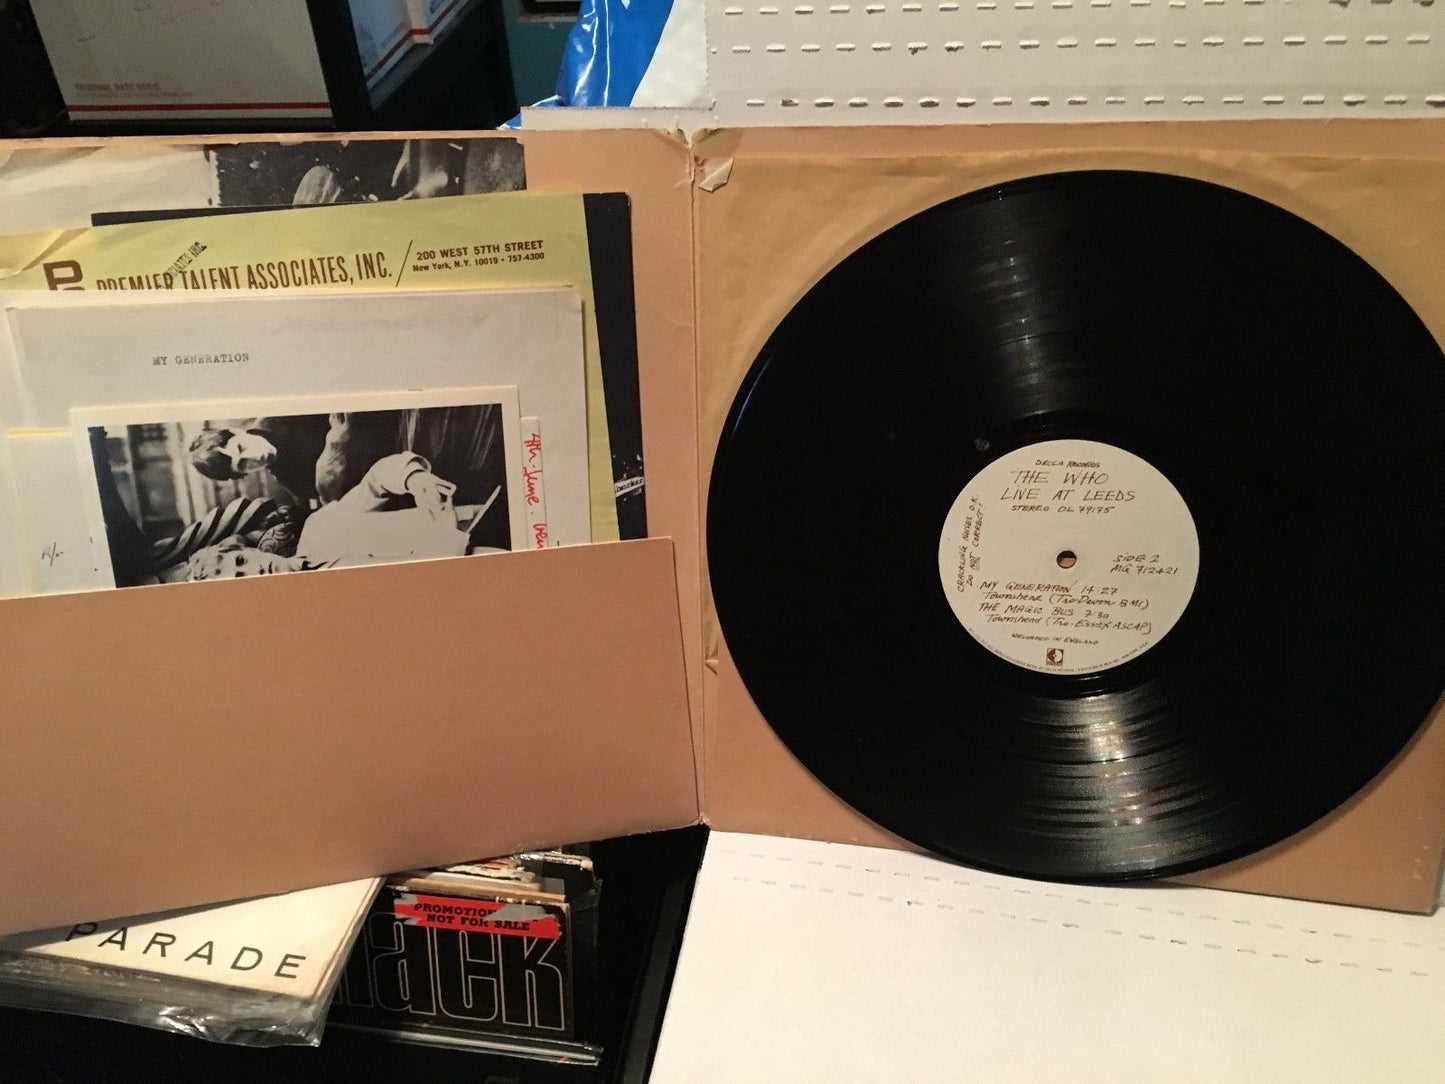 REGIONAL RATE BOX
PREMIER TALENT ASSOCIATES, INC.
200 WEST 57TH STREET
New York, N.Y. 10019 • 757-4300
MY GENERATION
4th. June.
DECCA RECORDS
THE WHO
LIVE AT LEEDS
STEREO DL 79175
CRACKLING NOISES O.K.
DO NOT CORRECT!
SIDE 2
MG 712421
MY GENERATION 14·27
Townshend (Tro-Devon BMI)
THE MAGIC BUS 7·30
Townshend (Tro-Essex ASCAP)
RECORDED IN ENGLAND
PARADE
PROMOTION
NOT FOR SALE
ack